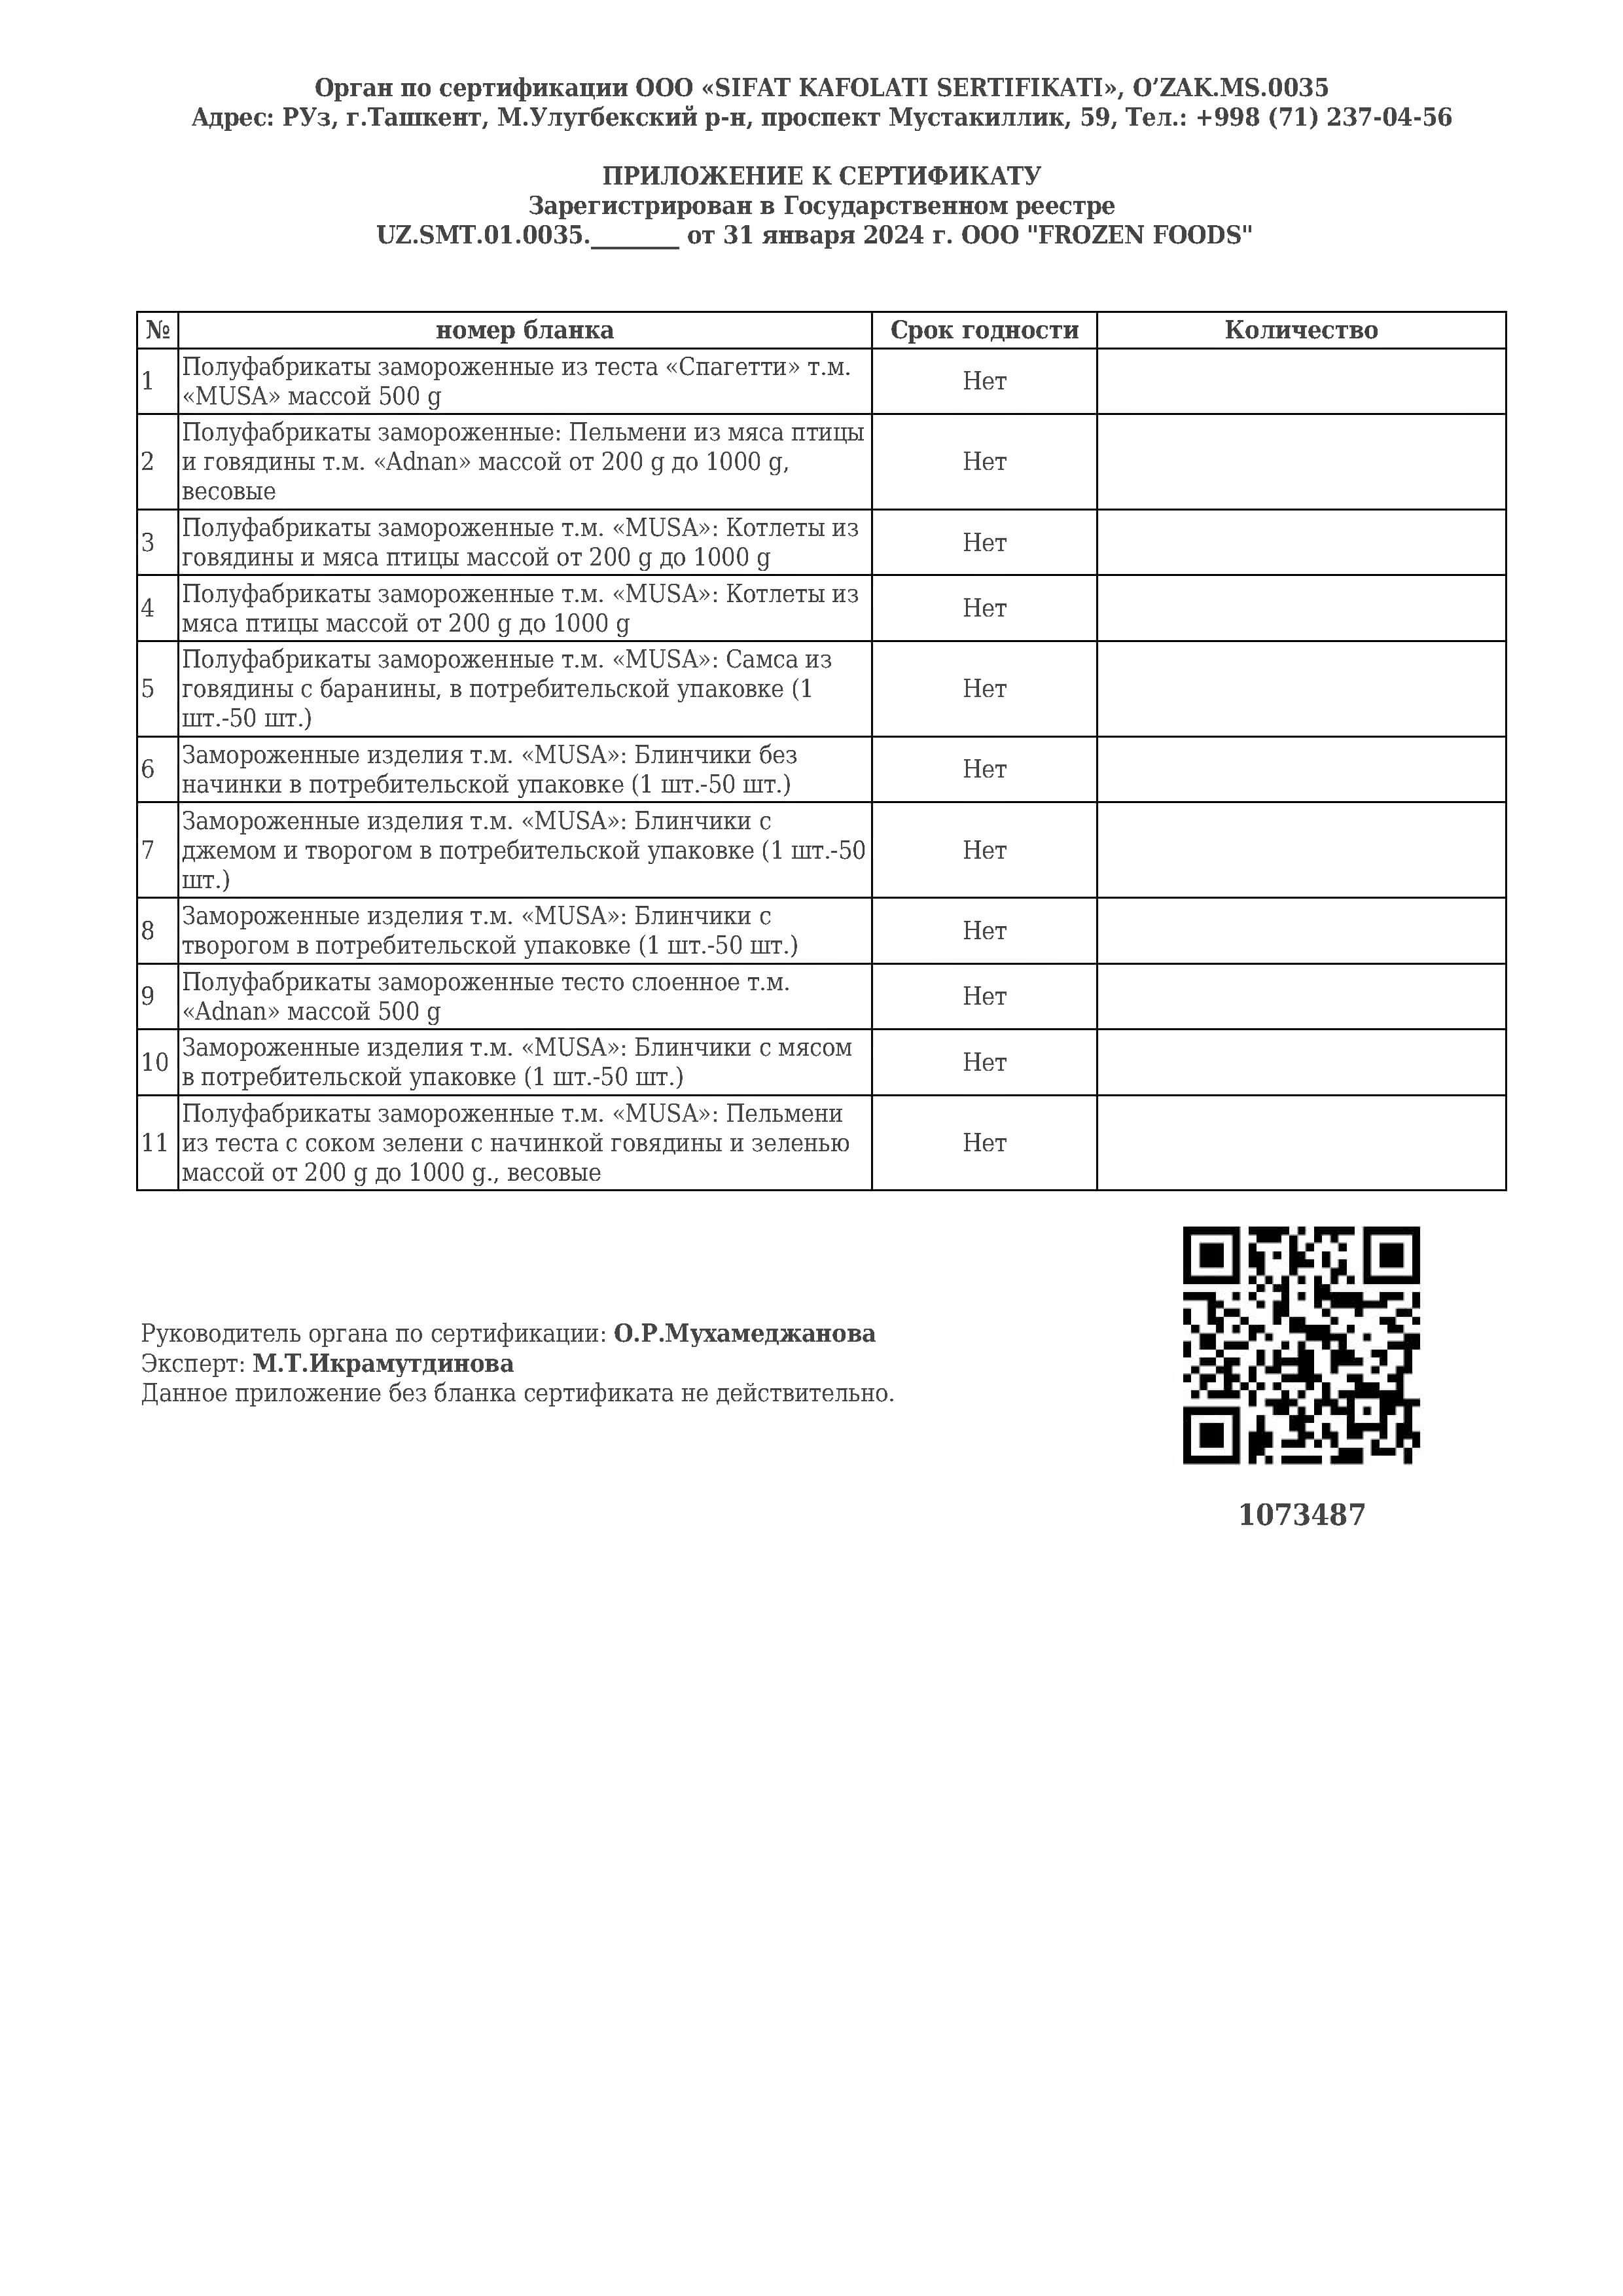 Орган по сертификации ООО «SIFAT KAFOLATI SERTIFIKATI», O’ZAK.MS.0035
Адрес: РУз, г.Ташкент, М.Улугбекский р-н, проспект Мустакиллик, 59, Тел.: +998 (71) 237-04-56
ПРИЛОЖЕНИЕ К СЕРТИФИКАТУ
Зарегистрирован в Государственном реестре
UZ.SMT.01.0035.________ от 31 января 2024 г. ООО "FROZEN FOODS"
№ номер бланка Срок годности Количество
1 Полуфабрикаты замороженные из теста «Спагетти» т.м.
«MUSA» массой 500 g Нет
2 Полуфабрикаты замороженные: Пельмени из мяса птицы
и говядины т.м. «Adnan» массой от 200 g до 1000 g, Нет
весовые
3 Полуфабрикаты замороженные т.м. «MUSA»: Котлеты из
говядины и мяса птицы массой от 200 g до 1000 g Нет
4 Полуфабрикаты замороженные т.м. «MUSA»: Котлеты из
мяса птицы массой от 200 g до 1000 g Нет
5 Полуфабрикаты замороженные т.м. «MUSA»: Самса из
говядины с баранины, в потребительской упаковке (1 Нет
шт.-50 шт.)
6 Замороженные изделия т.м. «MUSA»: Блинчики без
начинки в потребительской упаковке (1 шт.-50 шт.) Нет
7 Замороженные изделия т.м. «MUSA»: Блинчики с
джемом и творогом в потребительской упаковке (1 шт.-50 Нет
шт.)
8 Замороженные изделия т.м. «MUSA»: Блинчики с
творогом в потребительской упаковке (1 шт.-50 шт.) Нет
9 Полуфабрикаты замороженные тесто слоенное т.м.
«Adnan» массой 500 g Нет
10 Замороженные изделия т.м. «MUSA»: Блинчики с мясом
в потребительской упаковке (1 шт.-50 шт.) Нет
11 Полуфабрикаты замороженные т.м. «MUSA»: Пельмени
из теста с соком зелени с начинкой говядины и зеленью Нет
массой от 200 g до 1000 g., весовые
Руководитель органа по сертификации: О.Р.Мухамеджанова
Эксперт: М.Т.Икрамутдинова
Данное приложение без бланка сертификата не действительно.
1073487